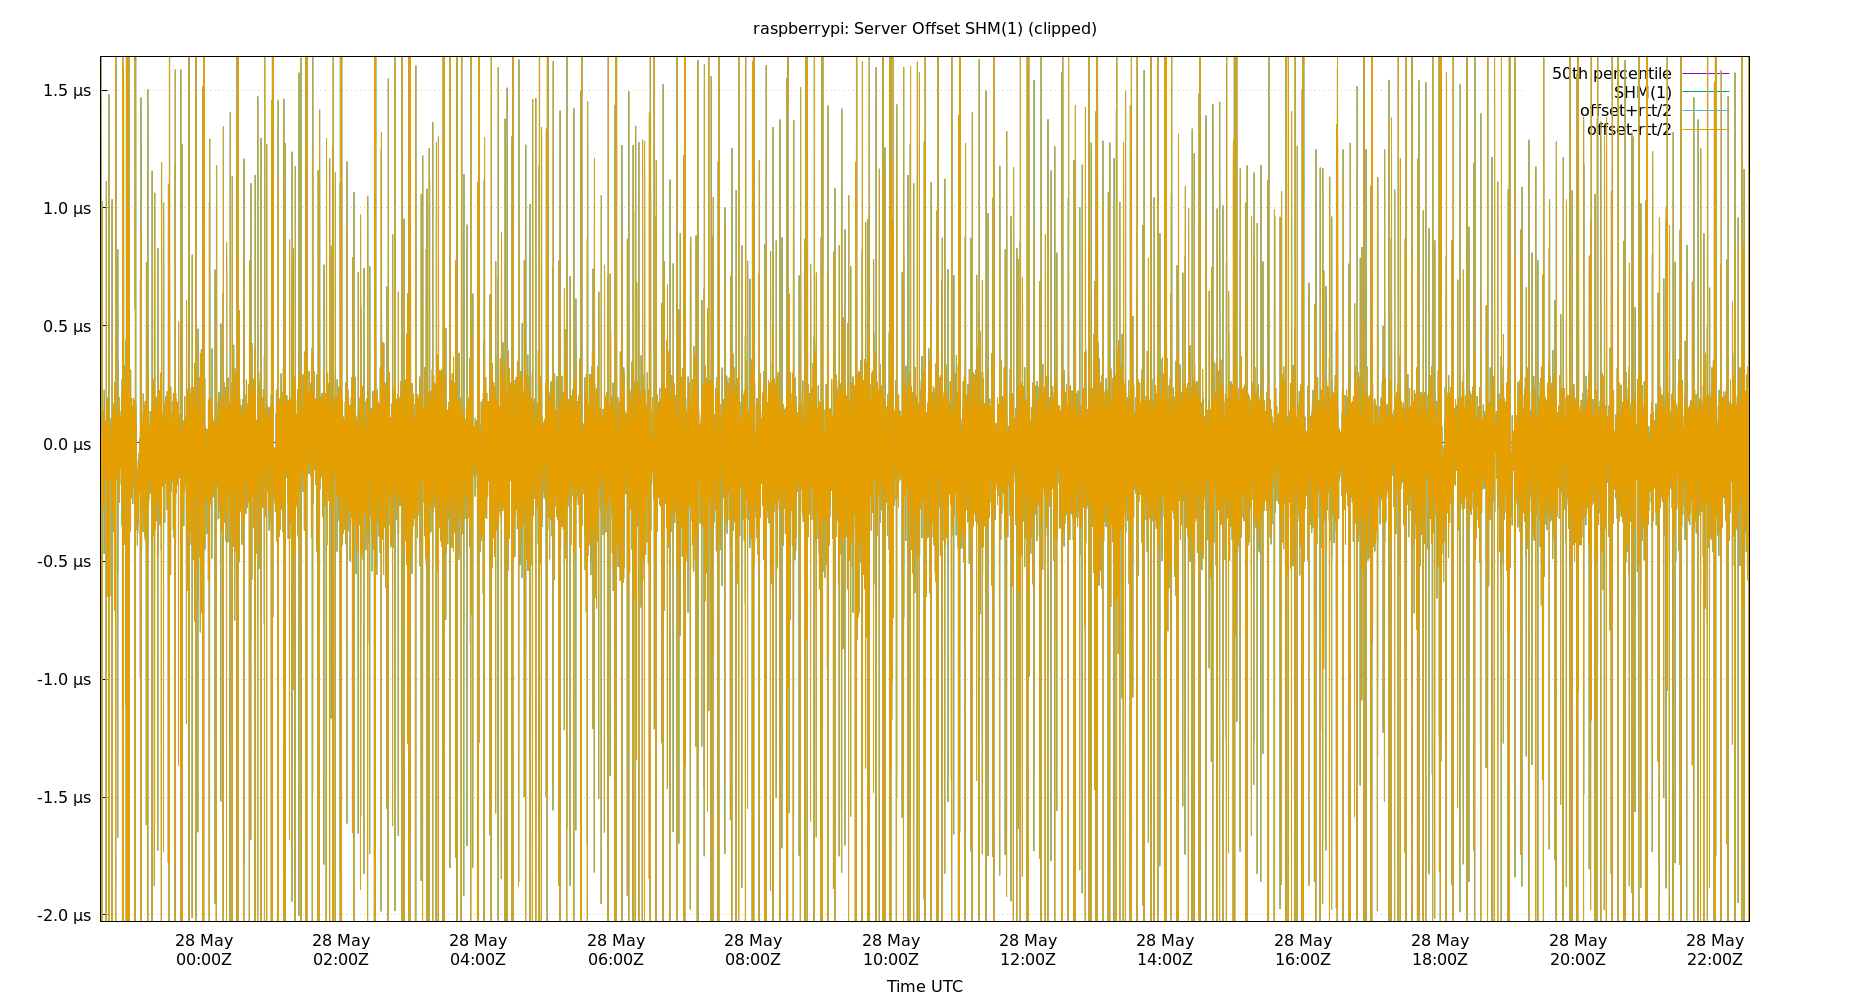 raspberrypi: Server Offset SHM(1) (clipped)
50th percentile
SHM(1)
offset+rtt/2
offset-rtt/2
1.5 µs
1.0 µs
0.5 µs
0.0 µs
-0.5 µs
-1.0 µs
-1.5 µs
-2.0 µs
28 May 28 May 28 May 28 May 28 May 28 May 28 May 28 May 28 May 28 May 28 May 28 May
00:00Z 02:00Z 04:00Z 06:00Z 08:00Z 10:00Z 12:00Z 14:00Z 16:00Z 18:00Z 20:00Z 22:00Z
Time UTC